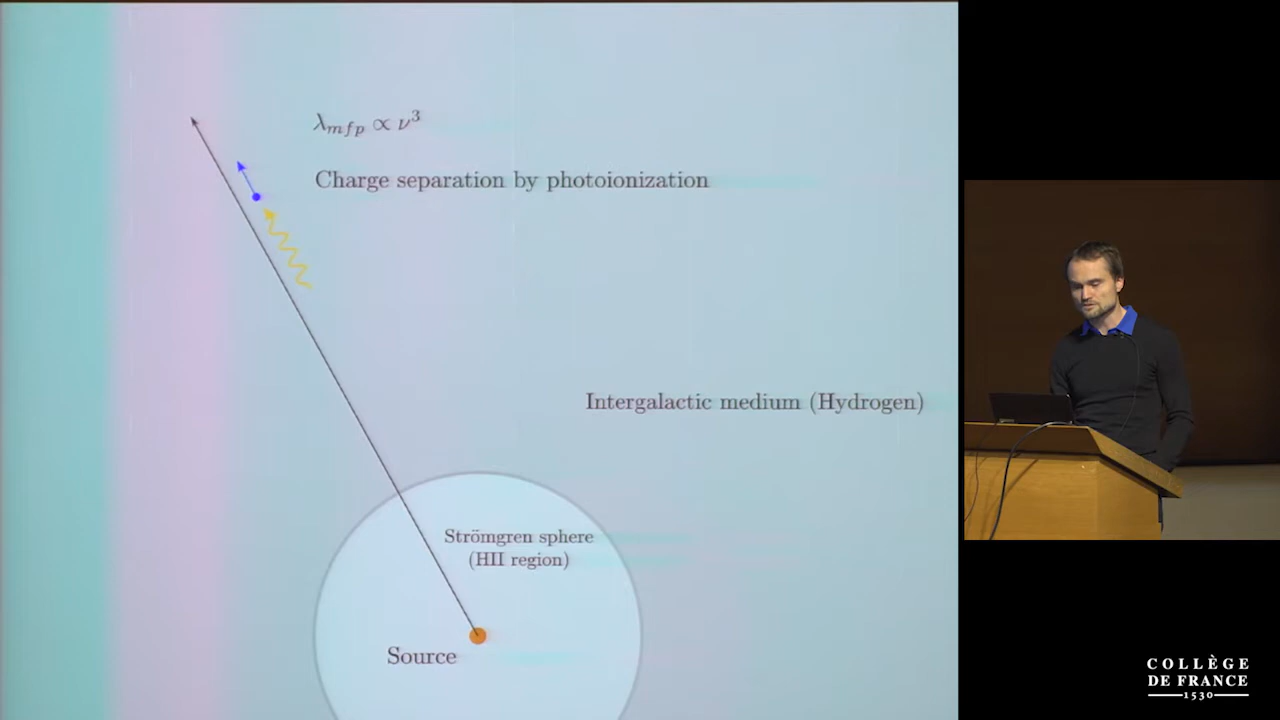 λ_mfp ∝ ν³
Charge separation by photoionization
Intergalactic medium (Hydrogen)
Strömgren sphere
(HII region)
Source
COLLÈGE
DE FRANCE
1530